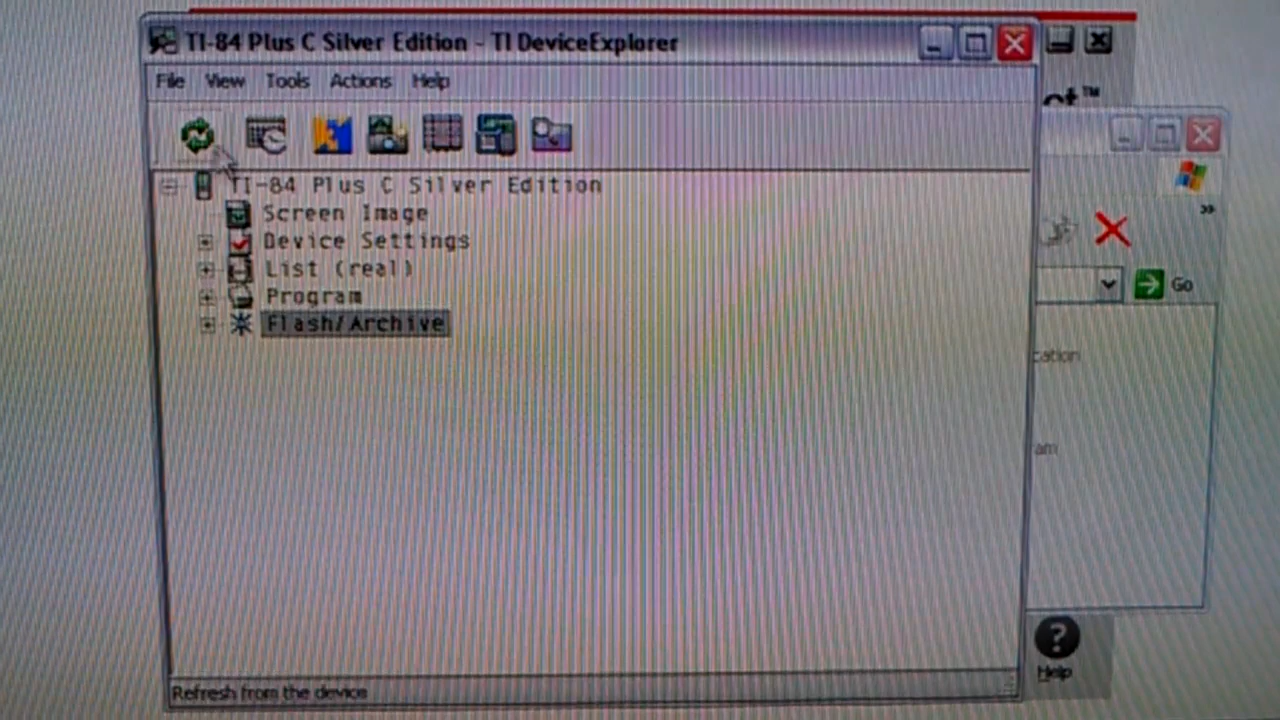 TI-84 Plus C Silver Edition - TI DeviceExplorer
File View Tools Actions Help
TI-84 Plus C Silver Edition
Screen Image
Device Settings
List (real)
Program
Flash/Archive
Go
Refresh from the device
Help